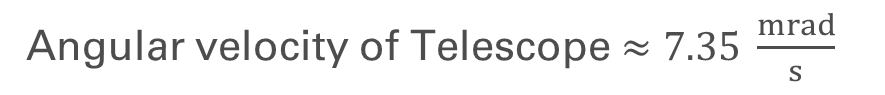 Angular velocity of Telescope ≈ 7.35 mrad/s